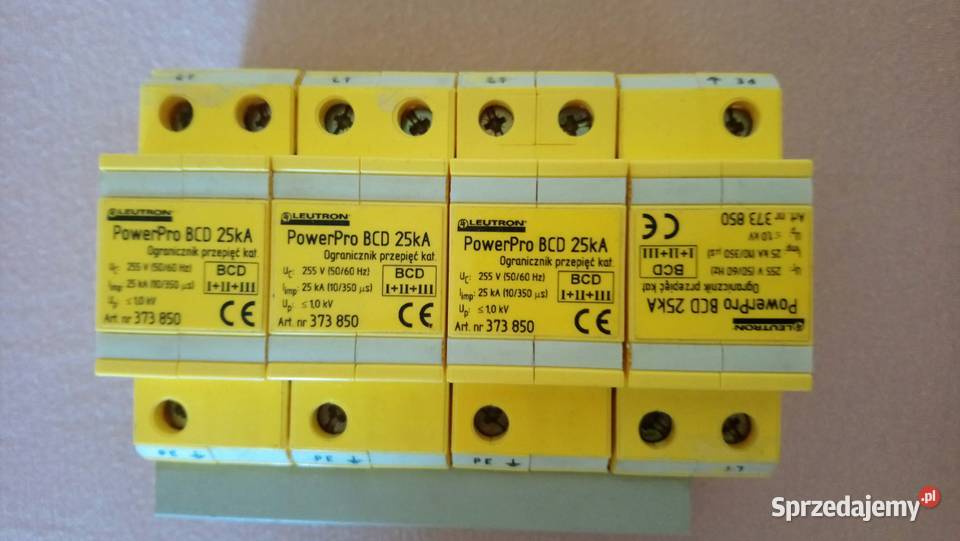 LEUTRON
PowerPro BCD 25kA
Ogranicznik przepięć kat.
Uc: 255 V (50/60 Hz)
Iimp: 25 kA (10/350 µs)
Up: ≤ 1,0 kV
BCD
I+II+III
Art. nr 373 850
CE
PE
LEUTRON
PowerPro BCD 25kA
Ogranicznik przepięć kat.
Uc: 255 V (50/60 Hz)
Iimp: 25 kA (10/350 µs)
Up: ≤ 1,0 kV
BCD
I+II+III
Art. nr 373 850
CE
PE
LEUTRON
PowerPro BCD 25kA
Ogranicznik przepięć kat.
Uc: 255 V (50/60 Hz)
Iimp: 25 kA (10/350 µs)
Up: ≤ 1,0 kV
BCD
I+II+III
Art. nr 373 850
CE
PE
LEUTRON
PowerPro BCD 25kA
Ogranicznik przepięć kat.
Uc: 255 V (50/60 Hz)
Iimp: 25 kA (10/350 µs)
Up: ≤ 1,0 kV
BCD
I+II+III
Art. nr 373 850
CE
PE
Sprzedajemy.pl